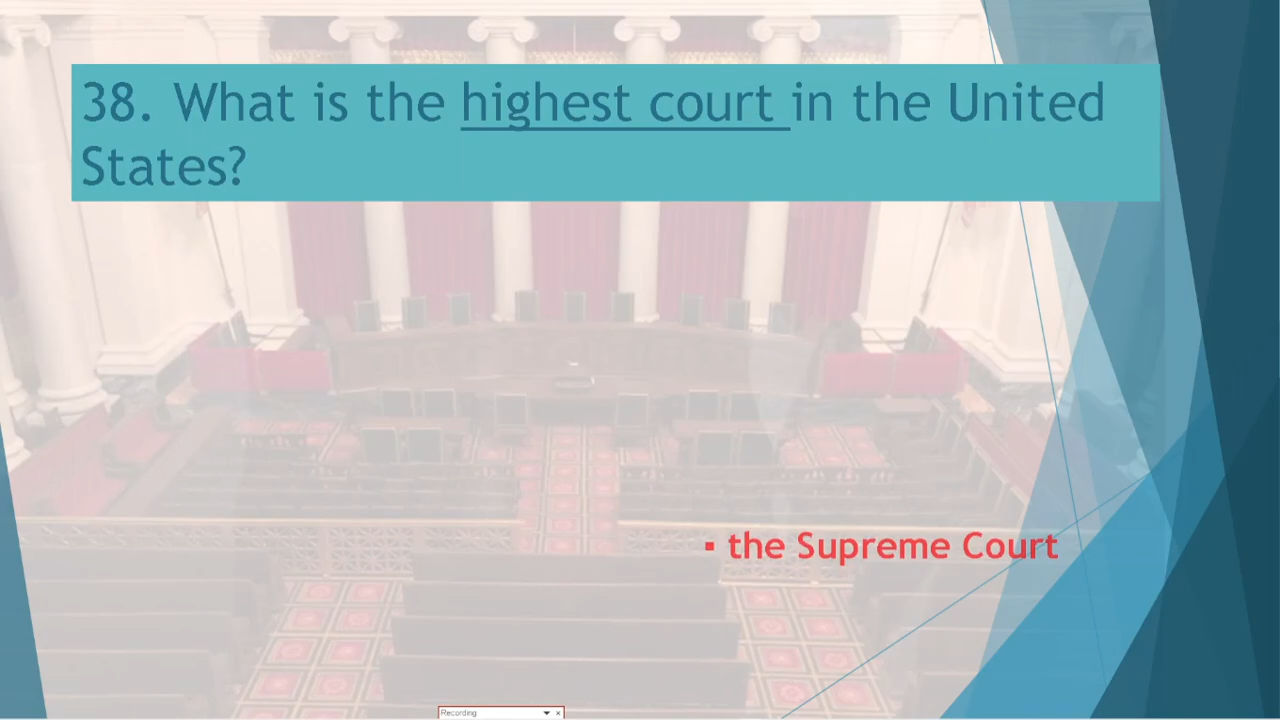 38. What is the highest court in the United
States?
▪ the Supreme Court
Recording